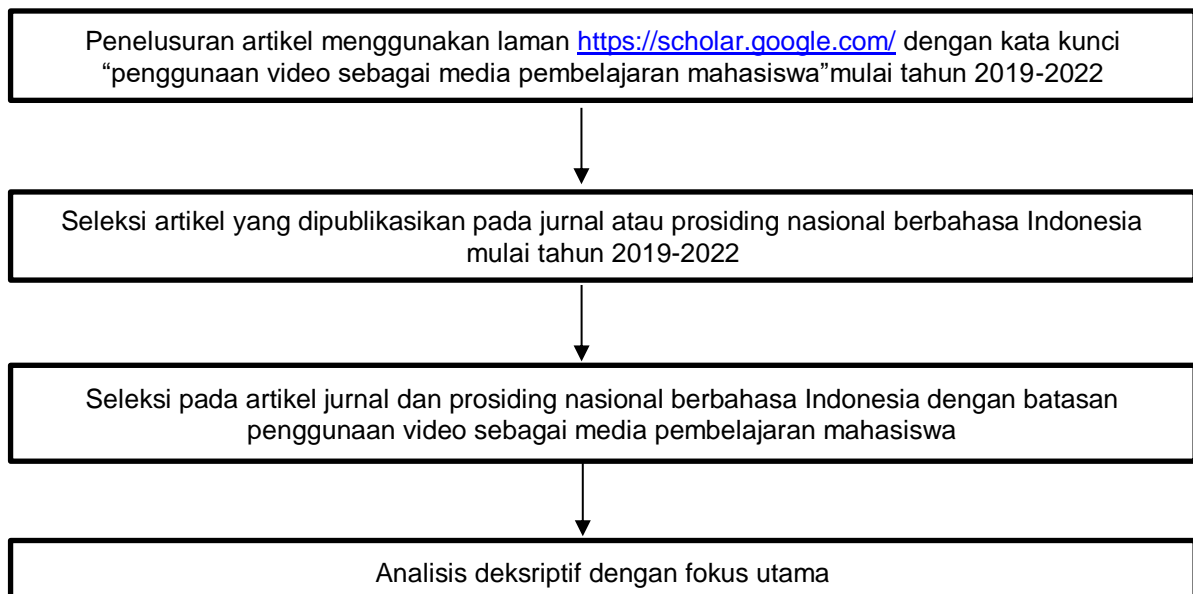 Penelusuran artikel menggunakan laman https://scholar.google.com/ dengan kata kunci
“penggunaan video sebagai media pembelajaran mahasiswa”mulai tahun 2019-2022
Seleksi artikel yang dipublikasikan pada jurnal atau prosiding nasional berbahasa Indonesia
mulai tahun 2019-2022
Seleksi pada artikel jurnal dan prosiding nasional berbahasa Indonesia dengan batasan
penggunaan video sebagai media pembelajaran mahasiswa
Analisis deksriptif dengan fokus utama